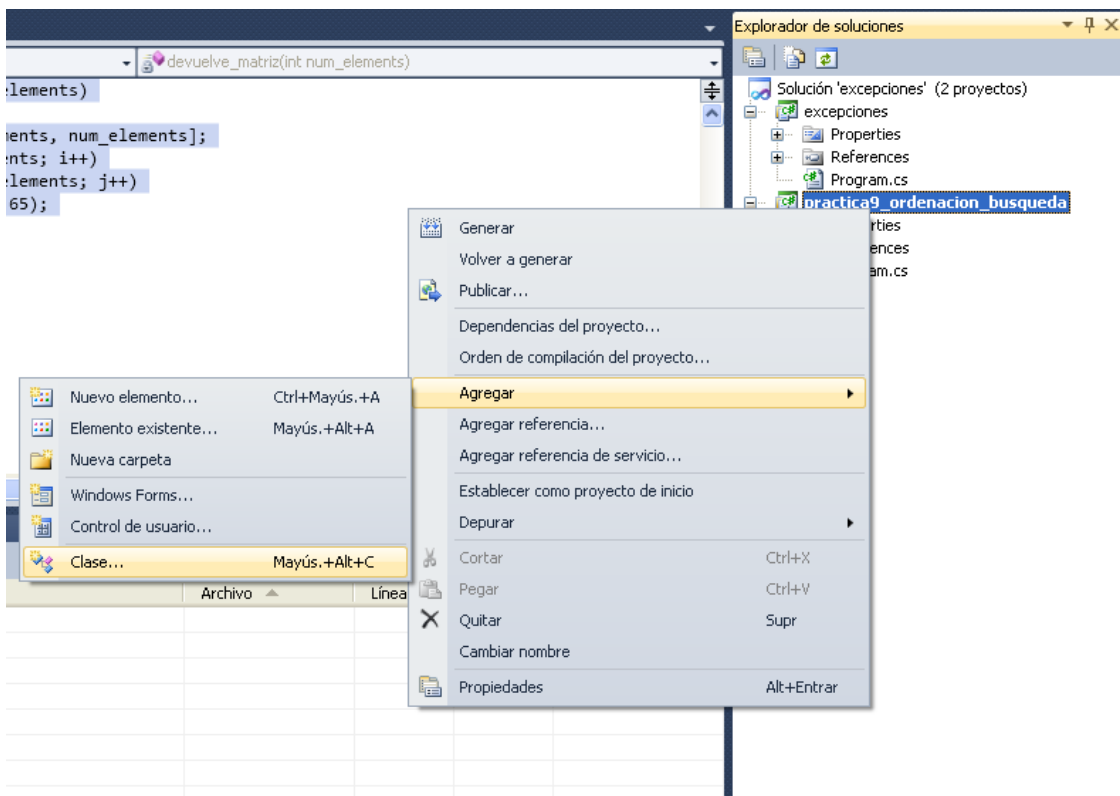 devuelve_matriz(int num_elements)
lements)
ments, num_elements];
ents; i++)
lements; j++)
65);
Explorador de soluciones
Solución 'excepciones' (2 proyectos)
excepciones
Properties
References
Program.cs
practica9_ordenacion_busqueda
rties
ences
am.cs
Generar
Volver a generar
Publicar...
Dependencias del proyecto...
Orden de compilación del proyecto...
Agregar
Agregar referencia...
Agregar referencia de servicio...
Establecer como proyecto de inicio
Depurar
Cortar Ctrl+X
Pegar Ctrl+V
Quitar Supr
Cambiar nombre
Propiedades Alt+Entrar
Nuevo elemento... Ctrl+Mayús.+A
Elemento existente... Mayús.+Alt+A
Nueva carpeta
Windows Forms...
Control de usuario...
Clase... Mayús.+Alt+C
Archivo Línea